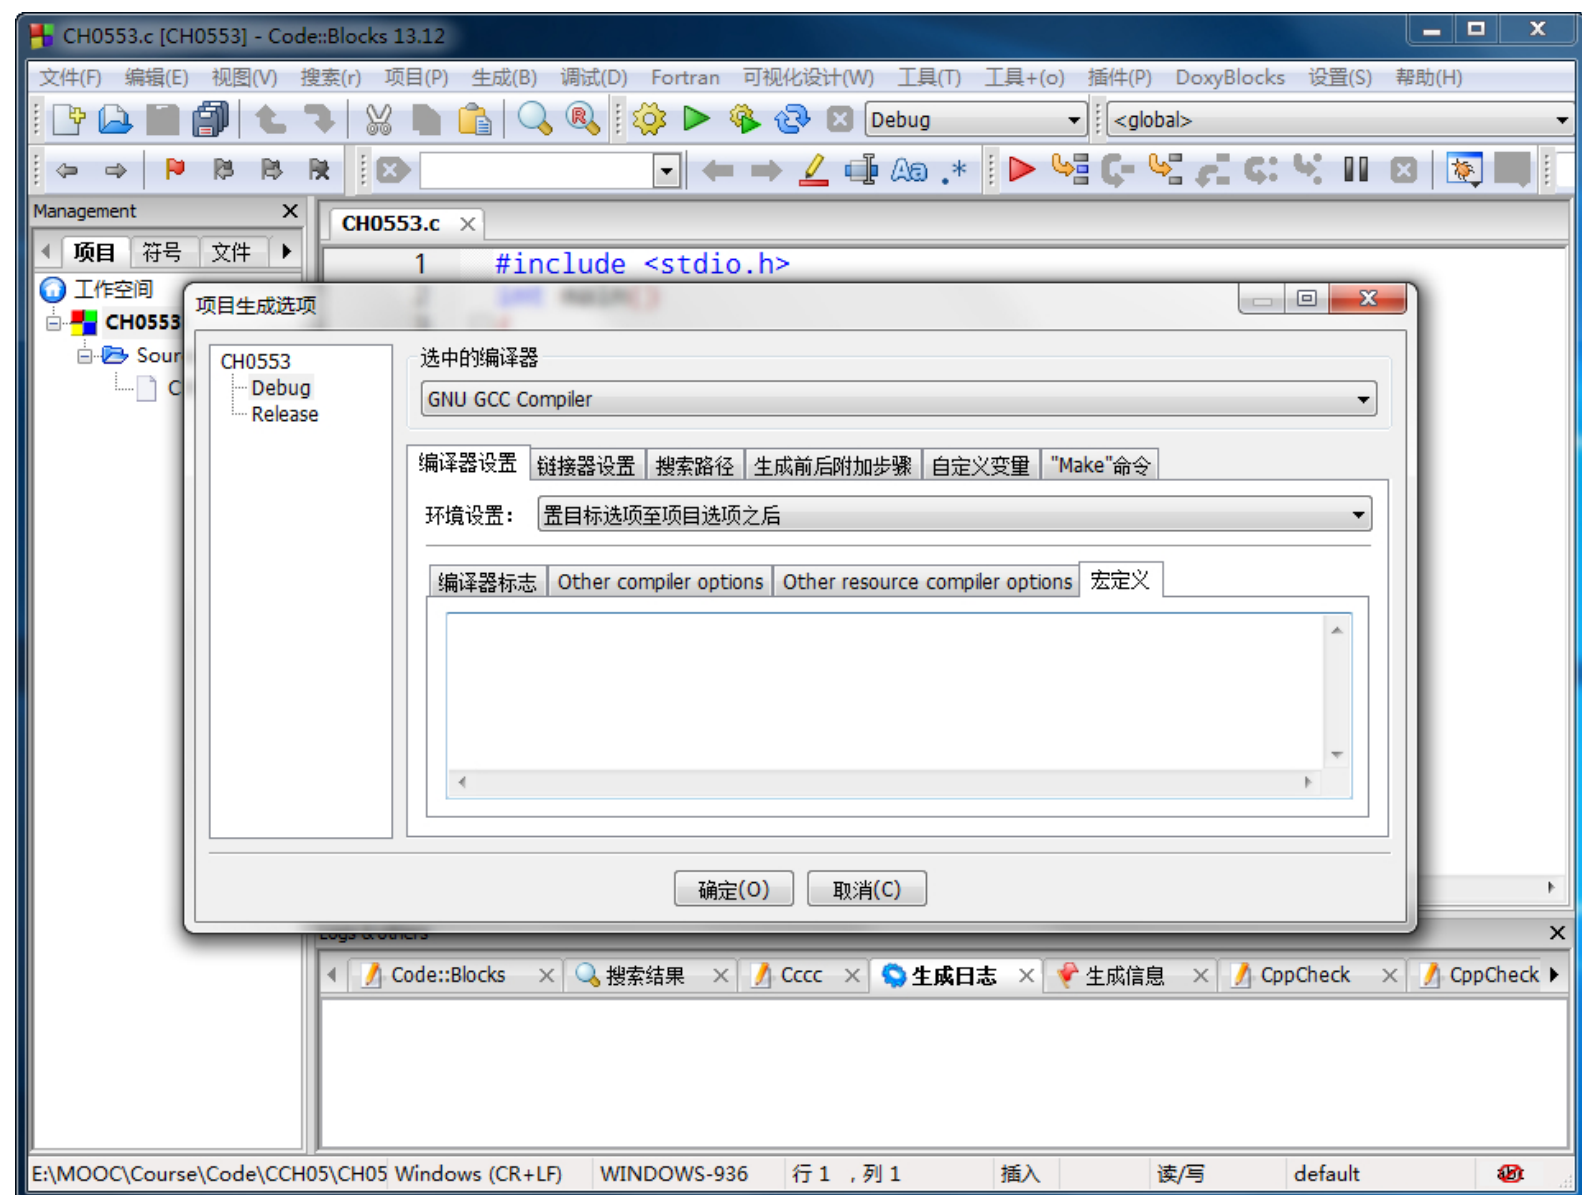 CH0553.c [CH0553] - Code::Blocks 13.12
文件(F) 编辑(E) 视图(V) 搜索(r) 项目(P) 生成(B) 调试(D) Fortran 可视化设计(W) 工具(T) 工具+(o) 插件(P) DoxyBlocks 设置(S) 帮助(H)
Debug <global>
Management
CH0553.c
项目 符号 文件
1 #include <stdio.h>
工作空间
2 int main()
CH0553
项目生成选项
Sour
C
CH0553
Debug
Release
选中的编译器
GNU GCC Compiler
编译器设置 链接器设置 搜索路径 生成前后附加步骤 自定义变量 "Make"命令
环境设置: 置目标选项至项目选项之后
编译器标志 Other compiler options Other resource compiler options 宏定义
确定(O) 取消(C)
Logs & others
Code::Blocks 搜索结果 Cccc 生成日志 生成信息 CppCheck CppCheck
E:\MOOC\Course\Code\CCH05\CH05 Windows (CR+LF) WINDOWS-936 行 1 , 列 1 插入 读/写 default